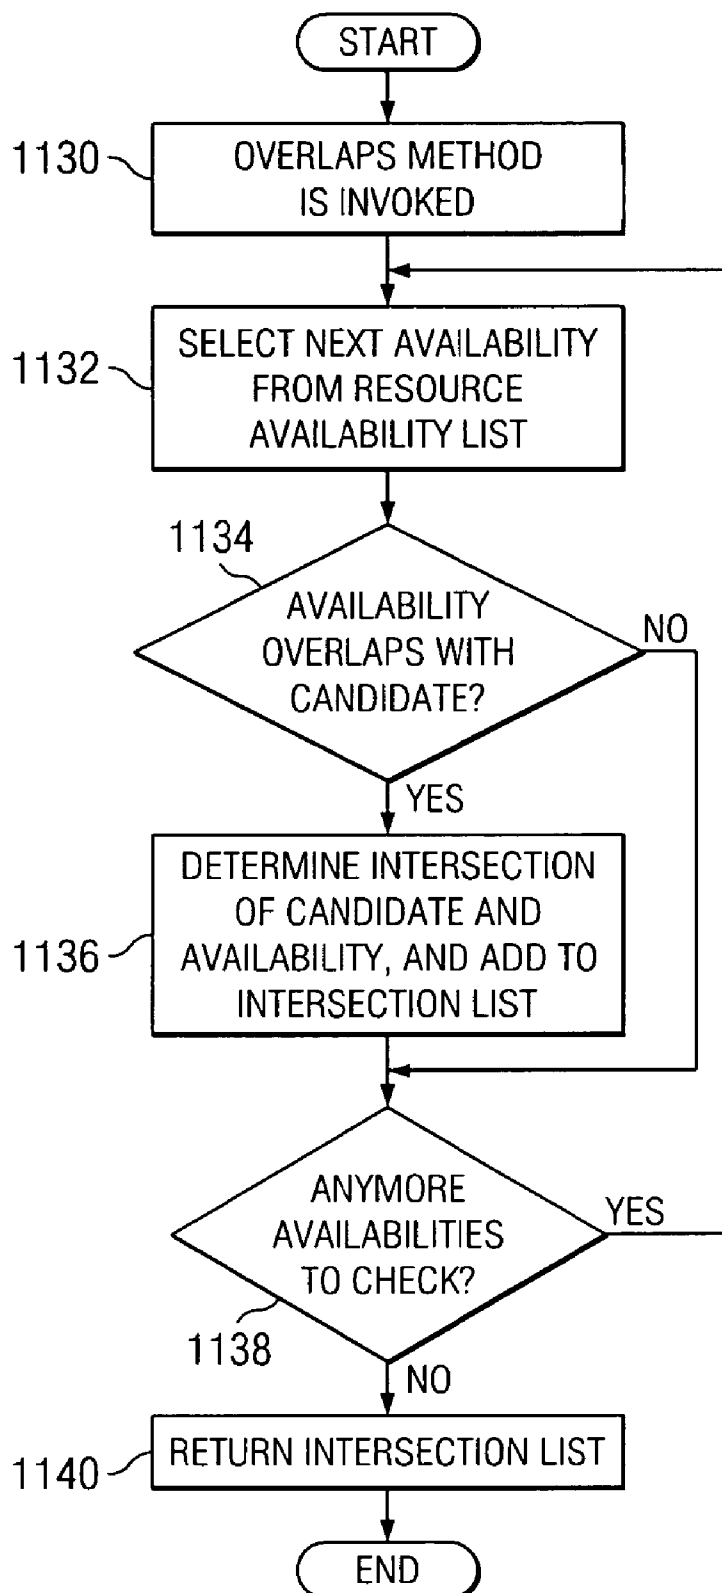 START
1130
OVERLAPS METHOD
IS INVOKED
1132
SELECT NEXT AVAILABILITY
FROM RESOURCE
AVAILABILITY LIST
1134
AVAILABILITY
OVERLAPS WITH
CANDIDATE?
NO
YES
1136
DETERMINE INTERSECTION
OF CANDIDATE AND
AVAILABILITY, AND ADD TO
INTERSECTION LIST
ANYMORE
AVAILABILITIES
TO CHECK?
YES
1138
NO
1140
RETURN INTERSECTION LIST
END